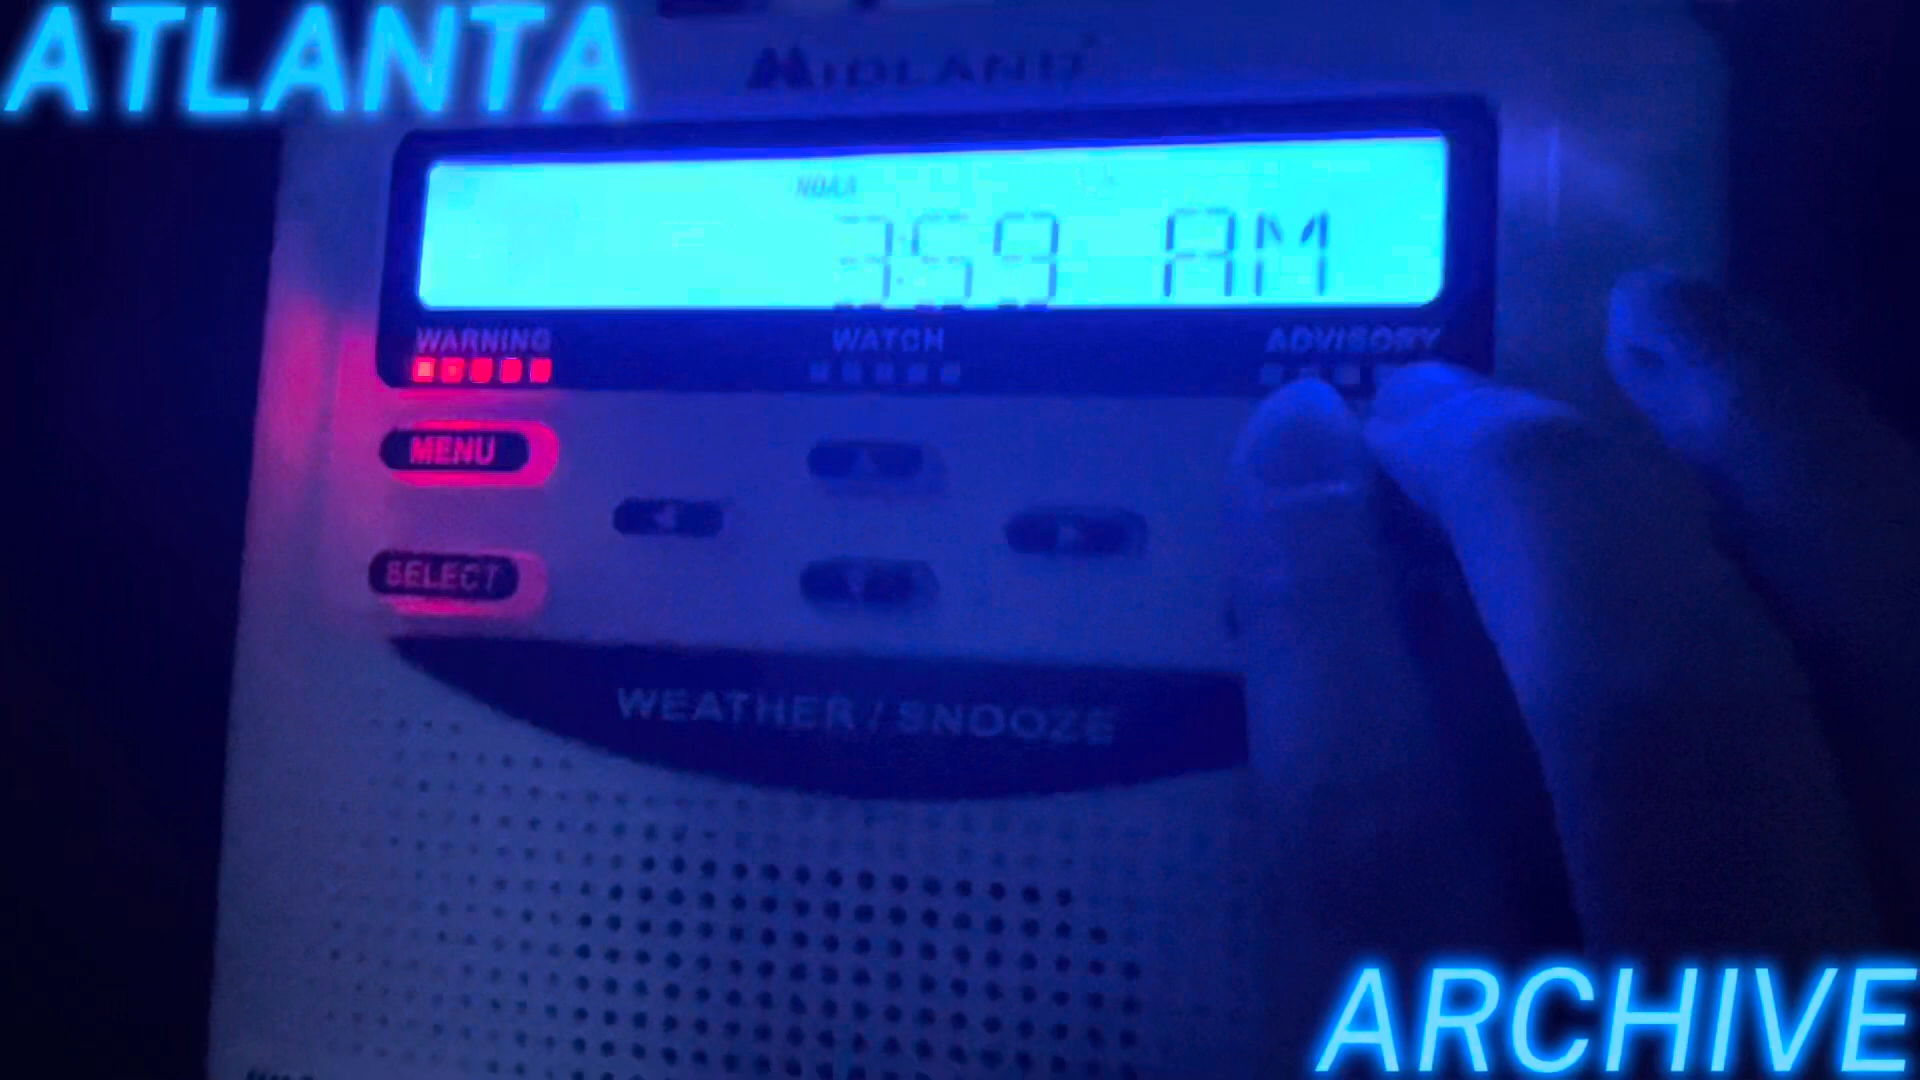 ATLANTA
MIDLAND
NOAA
3:59 AM
WARNING
WATCH
ADVISORY
MENU
SELECT
WEATHER/SNOOZE
ARCHIVE